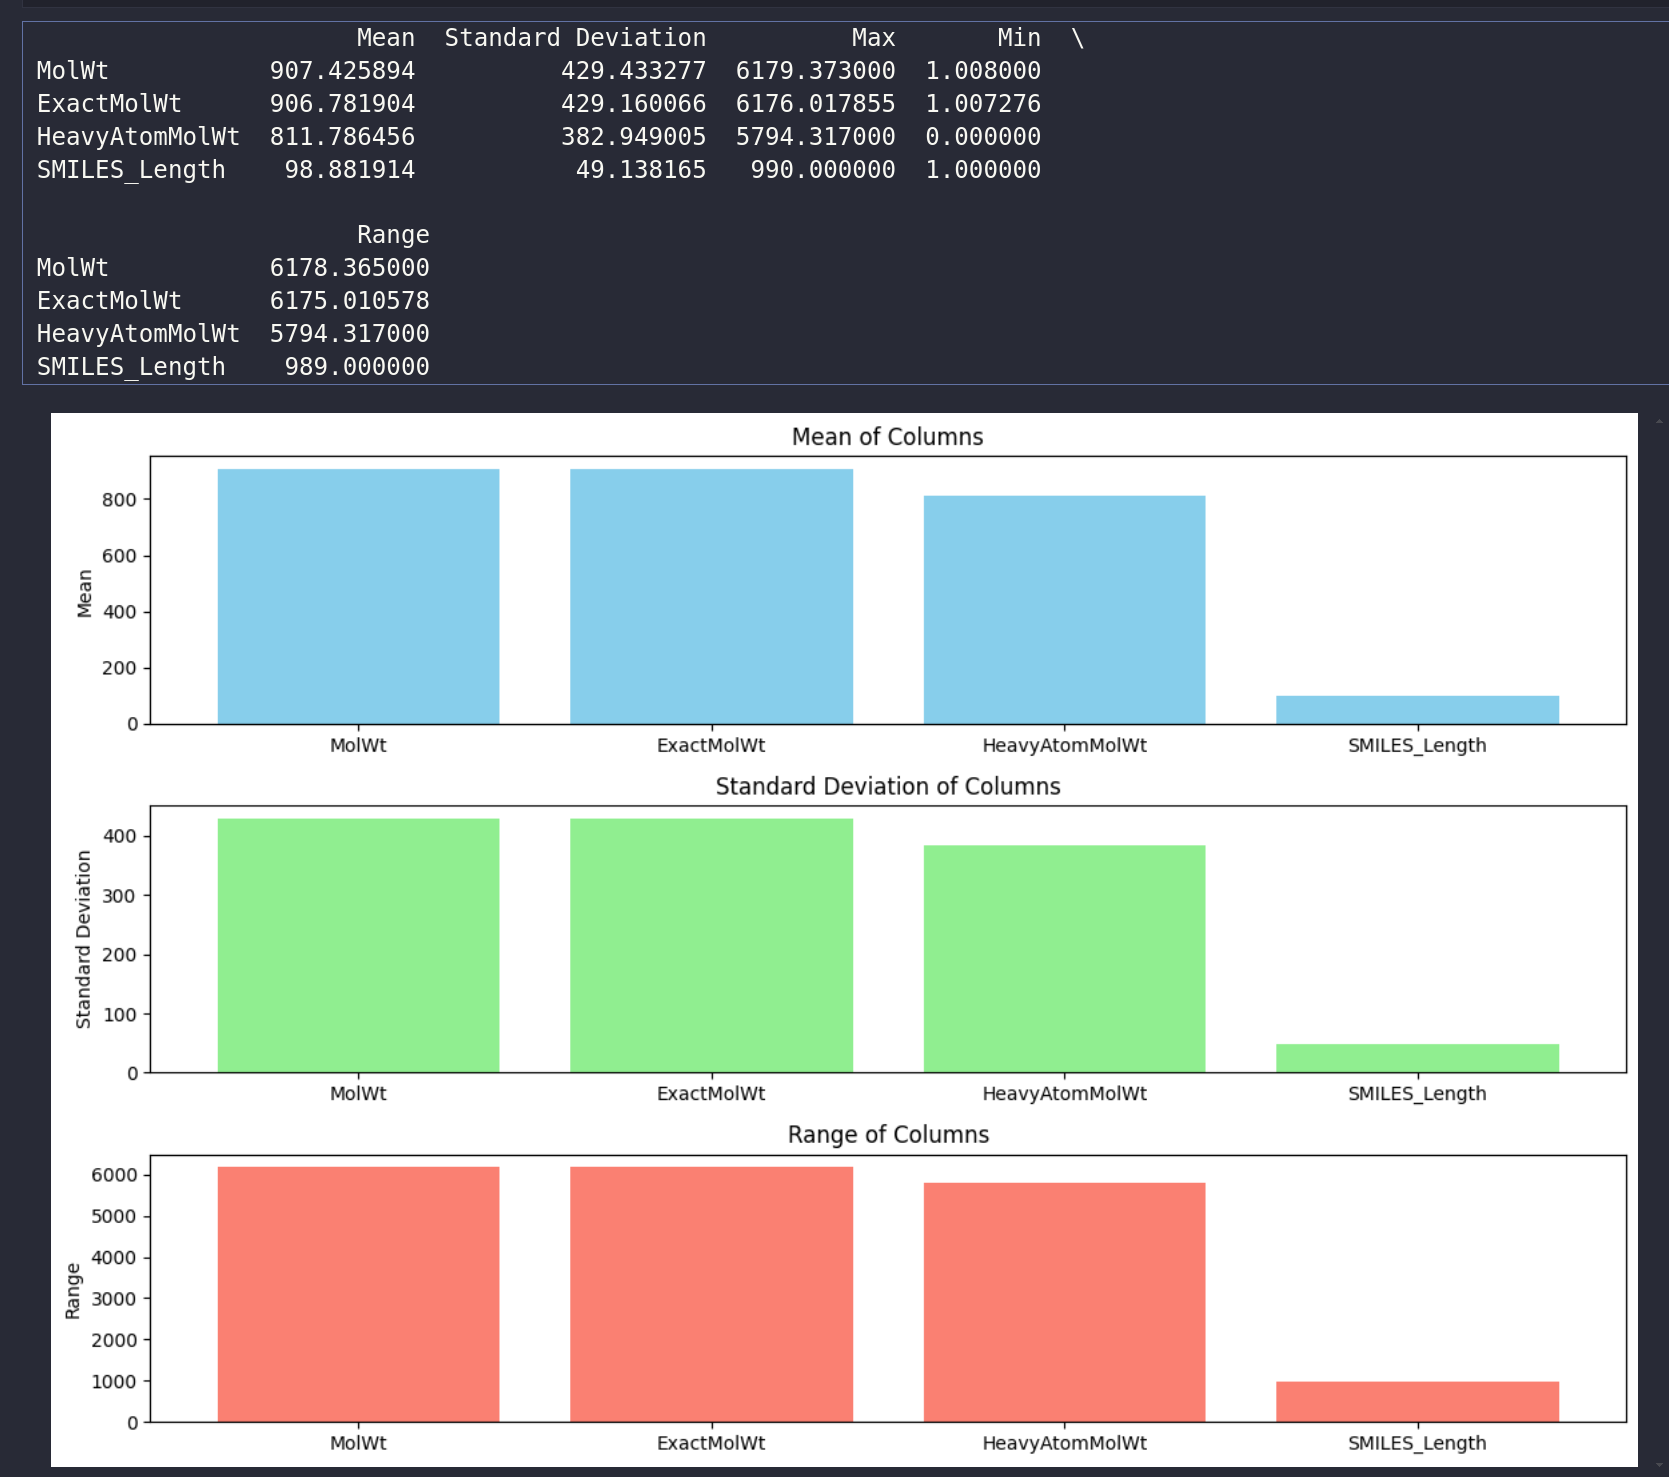 Mean Standard Deviation Max Min \
MolWt 907.425894 429.433277 6179.373000 1.008000
ExactMolWt 906.781904 429.160066 6176.017855 1.007276
HeavyAtomMolWt 811.786456 382.949005 5794.317000 0.000000
SMILES_Length 98.881914 49.138165 990.000000 1.000000
Range
MolWt 6178.365000
ExactMolWt 6175.010578
HeavyAtomMolWt 5794.317000
SMILES_Length 989.000000
Mean of Columns
Mean
800
600
400
200
0
MolWt ExactMolWt HeavyAtomMolWt SMILES_Length
Standard Deviation of Columns
Standard Deviation
400
300
200
100
0
MolWt ExactMolWt HeavyAtomMolWt SMILES_Length
Range of Columns
Range
6000
5000
4000
3000
2000
1000
0
MolWt ExactMolWt HeavyAtomMolWt SMILES_Length